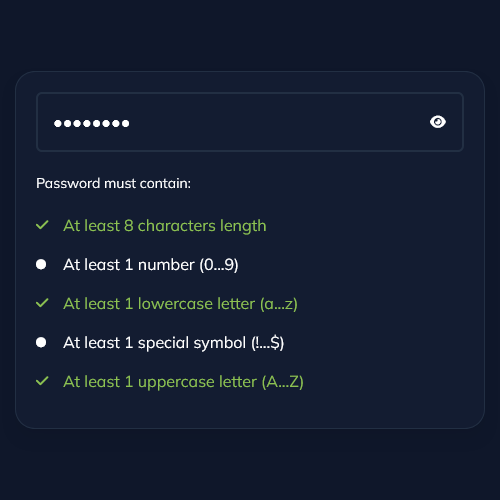 ••••••••
Password must contain:
At least 8 characters length
At least 1 number (0...9)
At least 1 lowercase letter (a...z)
At least 1 special symbol (!...$)
At least 1 uppercase letter (A...Z)